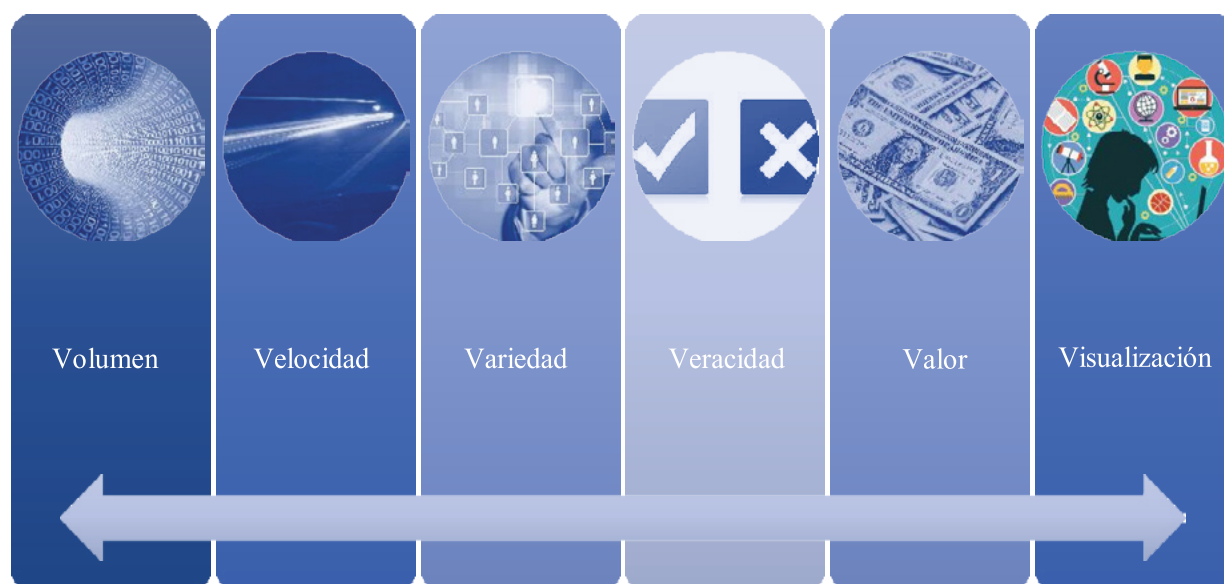 Volumen
Velocidad
Variedad
Veracidad
Valor
Visualización